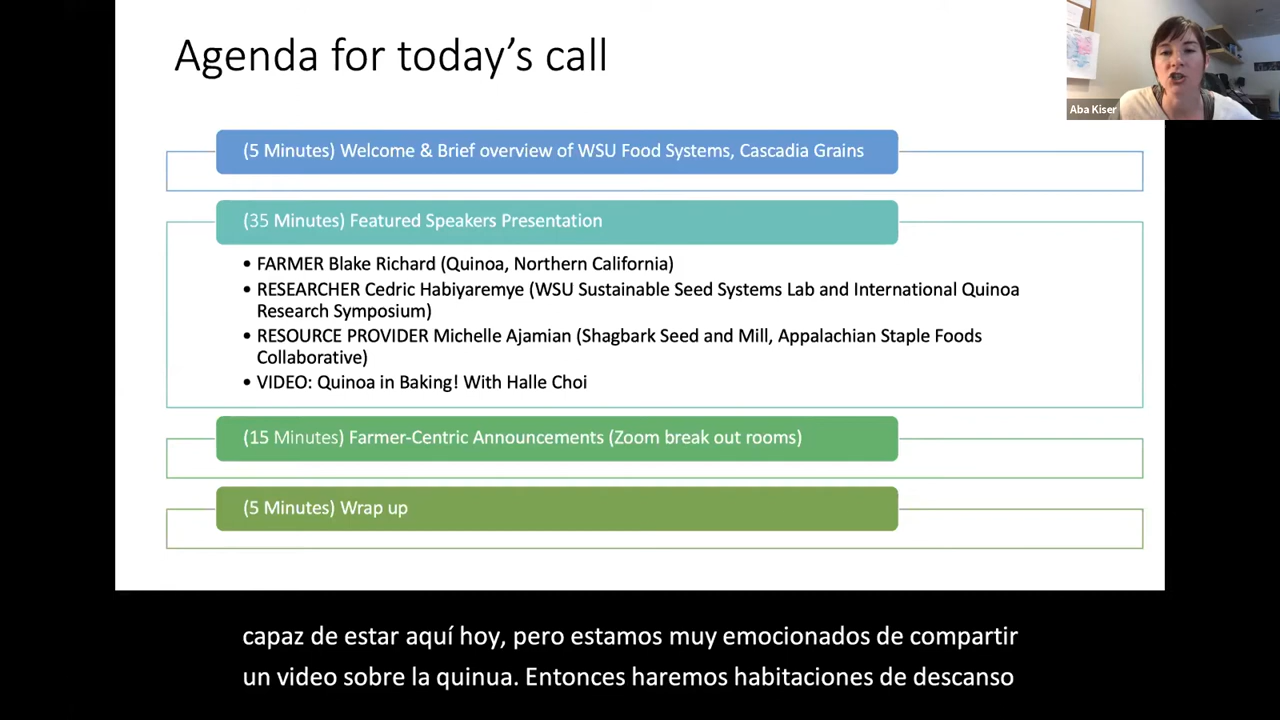 Agenda for today's call
Aba Kiser
(5 Minutes) Welcome & Brief overview of WSU Food Systems, Cascadia Grains
(35 Minutes) Featured Speakers Presentation
• FARMER Blake Richard (Quinoa, Northern California)
• RESEARCHER Cedric Habiyaremye (WSU Sustainable Seed Systems Lab and International Quinoa
Research Symposium)
• RESOURCE PROVIDER Michelle Ajamian (Shagbark Seed and Mill, Appalachian Staple Foods
Collaborative)
• VIDEO: Quinoa in Baking! With Halle Choi
(15 Minutes) Farmer-Centric Announcements (Zoom break out rooms)
(5 Minutes) Wrap up
capaz de estar aquí hoy, pero estamos muy emocionados de compartir
un video sobre la quinua. Entonces haremos habitaciones de descanso